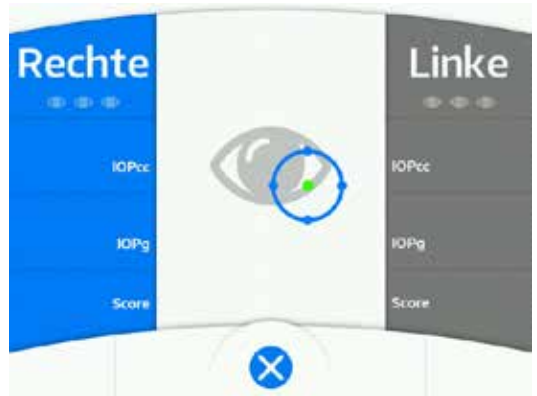 Rechte
Linke
IOPcc
IOPg
Score
IOPcc
IOPg
Score